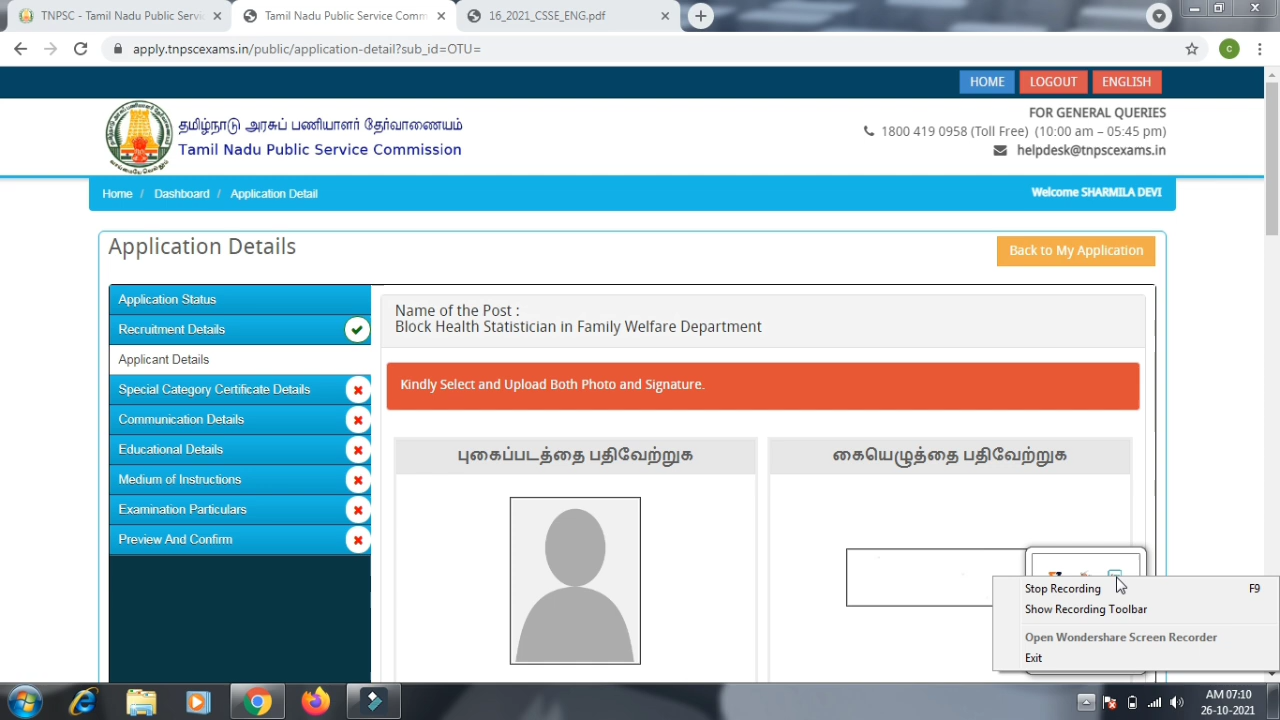 TNPSC - Tamil Nadu Public Servic
Tamil Nadu Public Service Comm
16_2021_CSSE_ENG.pdf
apply.tnpscexams.in/public/application-detail?sub_id=OTU=
C
HOME
LOGOUT
ENGLISH
தமிழ்நாடு அரசுப் பணியாளர் தேர்வாணையம்
Tamil Nadu Public Service Commission
FOR GENERAL QUERIES
1800 419 0958 (Toll Free) (10:00 am – 05:45 pm)
helpdesk@tnpscexams.in
Home / Dashboard / Application Detail
Welcome SHARMILA DEVI
Application Details
Back to My Application
Application Status
Recruitment Details
Applicant Details
Special Category Certificate Details
Communication Details
Educational Details
Medium of Instructions
Examination Particulars
Preview And Confirm
Name of the Post :
Block Health Statistician in Family Welfare Department
Kindly Select and Upload Both Photo and Signature.
புகைப்படத்தை பதிவேற்றுக
கையெழுத்தை பதிவேற்றுக
Stop Recording F9
Show Recording Toolbar
Open Wondershare Screen Recorder
Exit
AM 07:10
26-10-2021